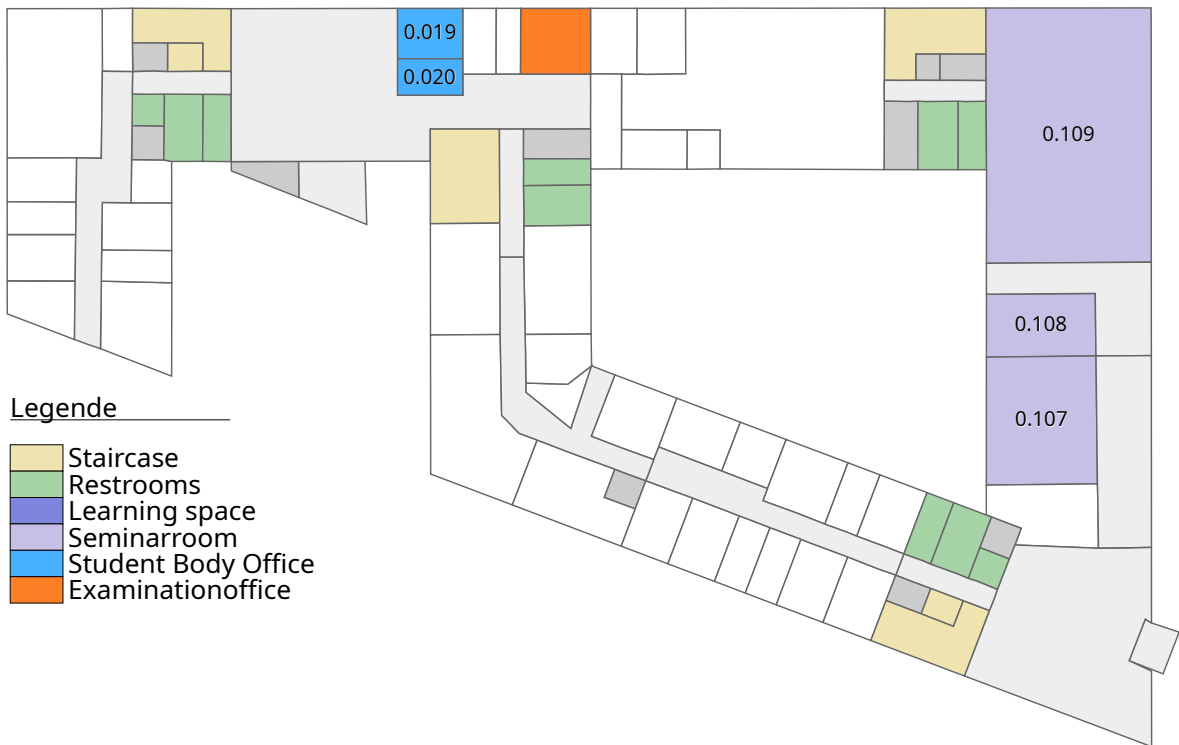 0.019
0.020
0.109
0.108
0.107
Legende
Staircase
Restrooms
Learning space
Seminarroom
Student Body Office
Examinationoffice